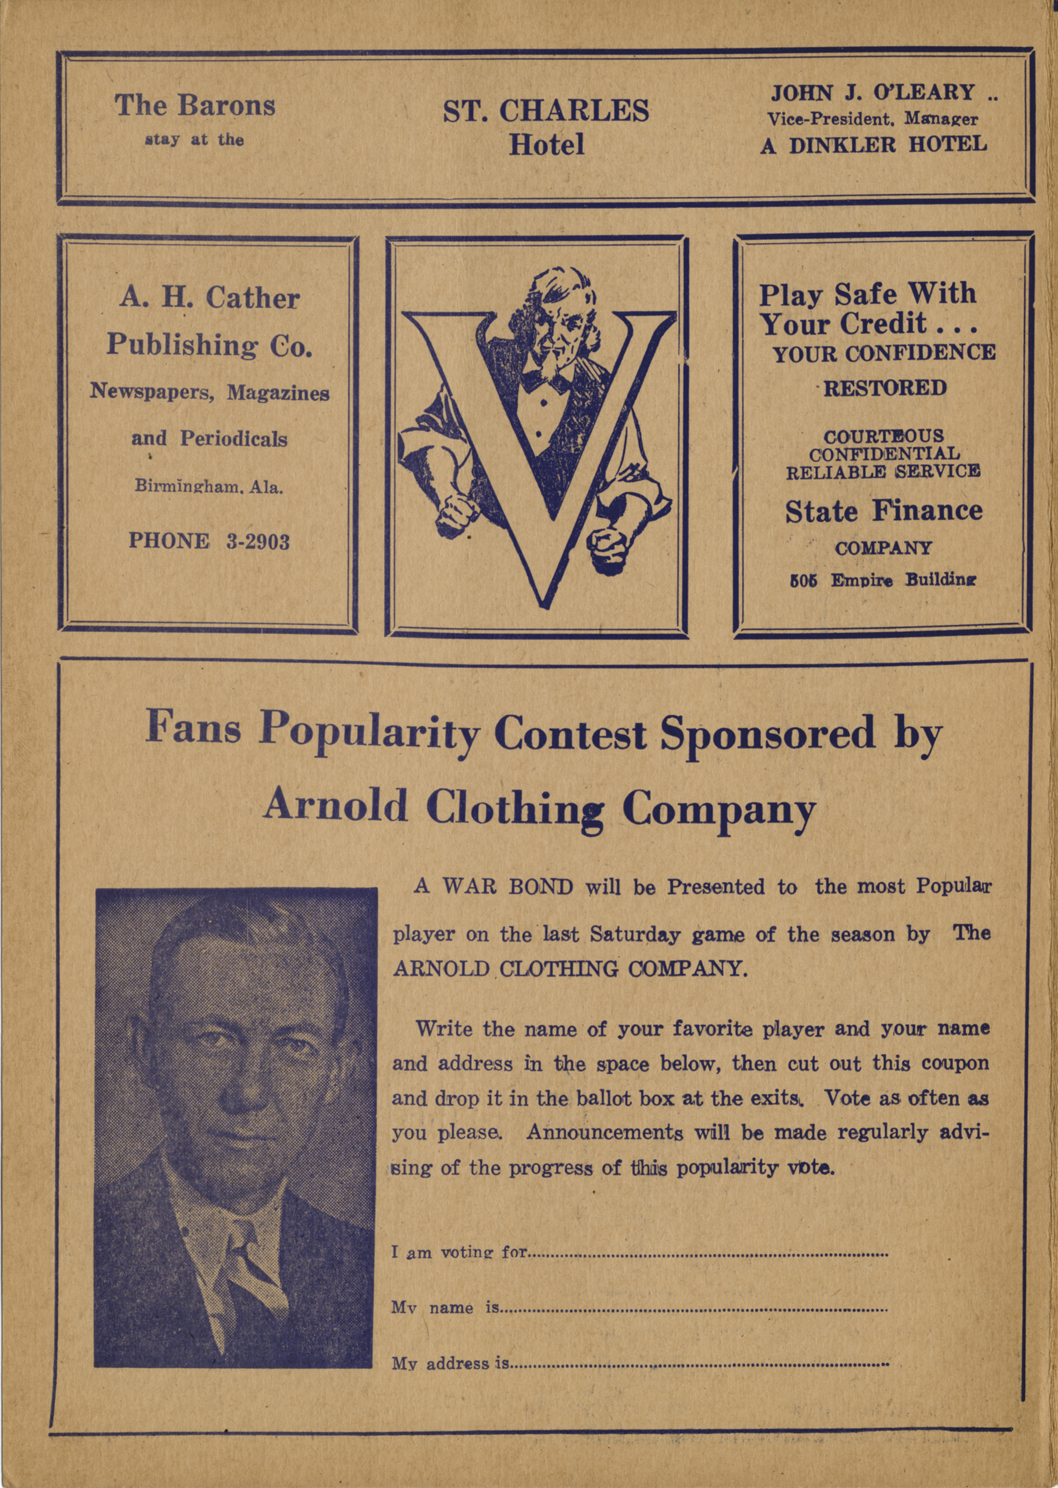 The Barons
stay at the
ST. CHARLES
Hotel
JOHN J. O'LEARY ..
Vice-President, Manager
A DINKLER HOTEL
A. H. Cather
Publishing Co.
Newspapers, Magazines
and Periodicals
Birmingham, Ala.
PHONE 3-2903
V
Play Safe With
Your Credit . . .
YOUR CONFIDENCE
RESTORED
COURTEOUS
CONFIDENTIAL
RELIABLE SERVICE
State Finance
COMPANY
505 Empire Building
Fans Popularity Contest Sponsored by
Arnold Clothing Company
A WAR BOND will be Presented to the most Popular
player on the last Saturday game of the season by The
ARNOLD CLOTHING COMPANY.
Write the name of your favorite player and your name
and address in the space below, then cut out this coupon
and drop it in the ballot box at the exits. Vote as often as
you please. Announcements will be made regularly advi-
sing of the progress of this popularity vote.
I am voting for................................................................................
My name is................................................................................
My address is................................................................................